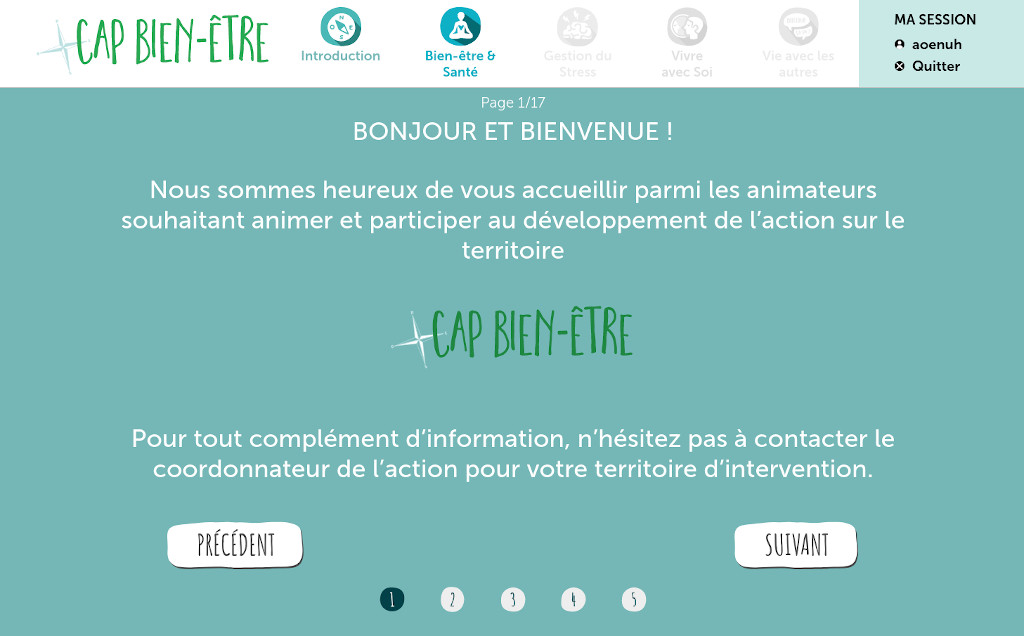 CAP BIEN-ÊTRE
Introduction
Bien-être &
Santé
Gestion du
Stress
Vivre
avec Soi
Vie avec les
autres
MA SESSION
aoenuh
Quitter
Page 1/17
BONJOUR ET BIENVENUE !
Nous sommes heureux de vous accueillir parmi les animateurs
souhaitant animer et participer au développement de l’action sur le
territoire
CAP BIEN-ÊTRE
Pour tout complément d’information, n’hésitez pas à contacter le
coordonnateur de l’action pour votre territoire d’intervention.
PRÉCÉDENT
SUIVANT
1 2 3 4 5